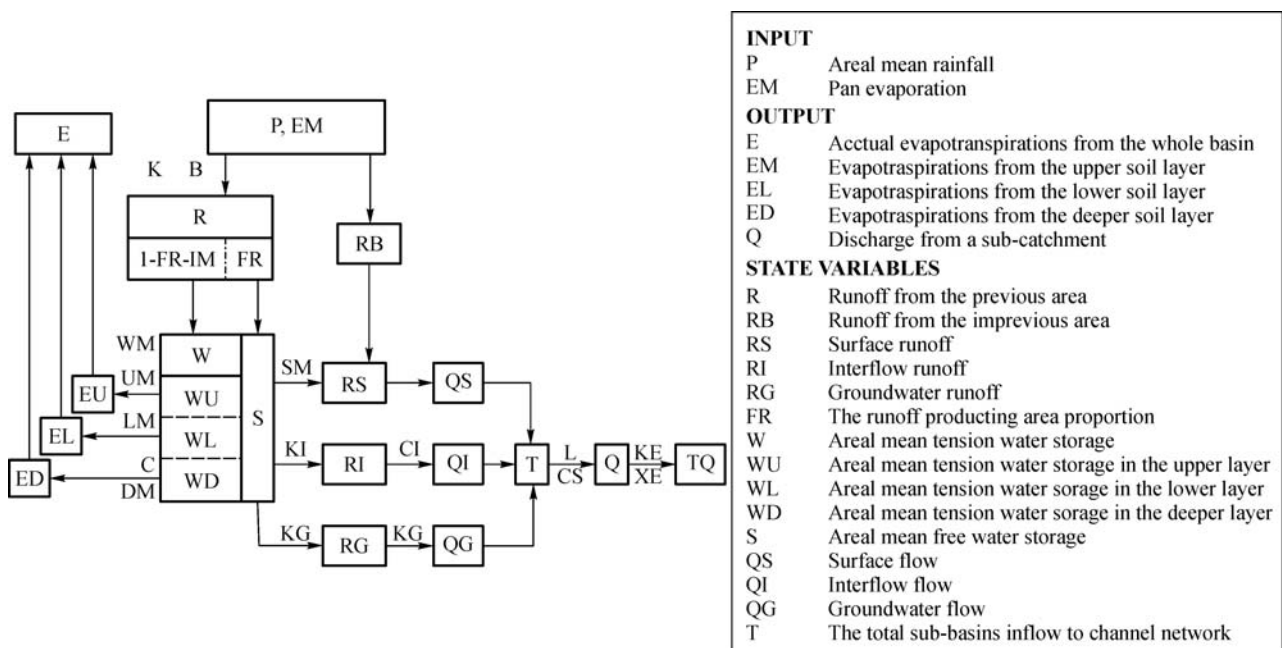 E
P, EM
K B
R
1-FR-IM FR
RB
WM
W
S
SM
RS
QS
UM
EU
WU
LM
EL
WL
KI
RI
CI
QI
T
L
CS
Q
KE
XE
TQ
C
ED
DM
WD
KG
RG
KG
QG
INPUT
P Areal mean rainfall
EM Pan evaporation
OUTPUT
E Acctual evapotranspirations from the whole basin
EM Evapotraspirations from the upper soil layer
EL Evapotraspirations from the lower soil layer
ED Evapotraspirations from the deeper soil layer
Q Discharge from a sub-catchment
STATE VARIABLES
R Runoff from the previous area
RB Runoff from the imprevious area
RS Surface runoff
RI Interflow runoff
RG Groundwater runoff
FR The runoff producting area proportion
W Areal mean tension water storage
WU Areal mean tension water storage in the upper layer
WL Areal mean tension water sorage in the lower layer
WD Areal mean tension water sorage in the deeper layer
S Areal mean free water storage
QS Surface flow
QI Interflow flow
QG Groundwater flow
T The total sub-basins inflow to channel network